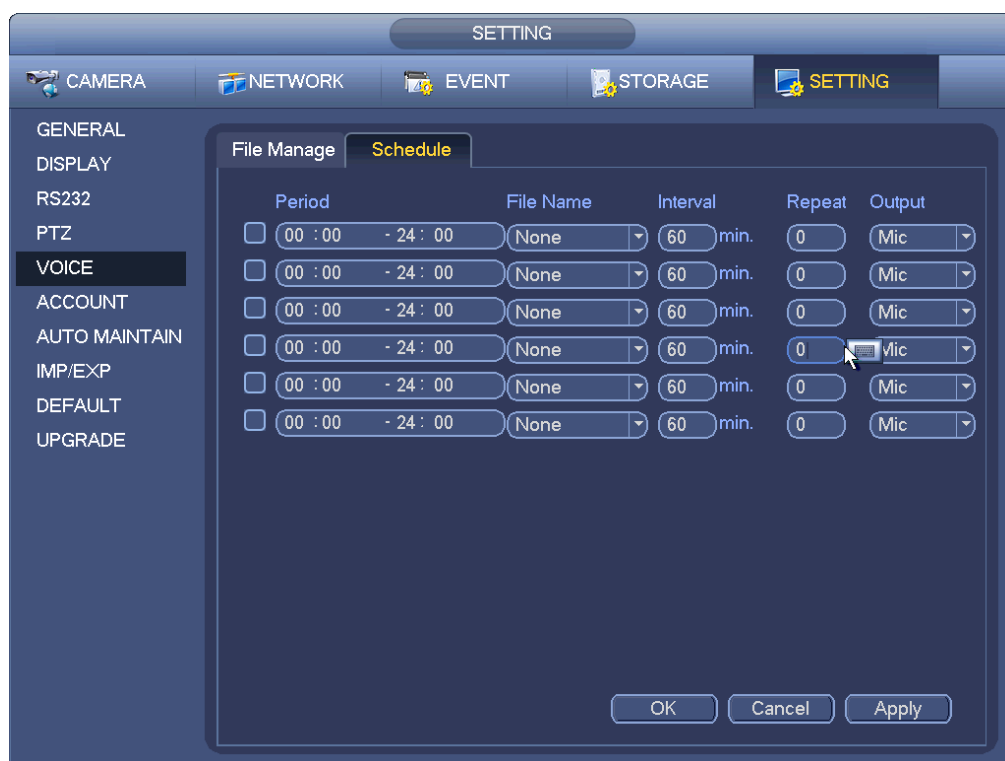 SETTING
CAMERA NETWORK EVENT STORAGE SETTING
GENERAL
DISPLAY
RS232
PTZ
VOICE
ACCOUNT
AUTO MAINTAIN
IMP/EXP
DEFAULT
UPGRADE
File Manage Schedule
Period File Name Interval Repeat Output
00 :00 - 24: 00 None 60 min. 0 Mic
00 :00 - 24: 00 None 60 min. 0 Mic
00 :00 - 24: 00 None 60 min. 0 Mic
00 :00 - 24: 00 None 60 min. 0 Mic
00 :00 - 24: 00 None 60 min. 0 Mic
00 :00 - 24: 00 None 60 min. 0 Mic
OK Cancel Apply